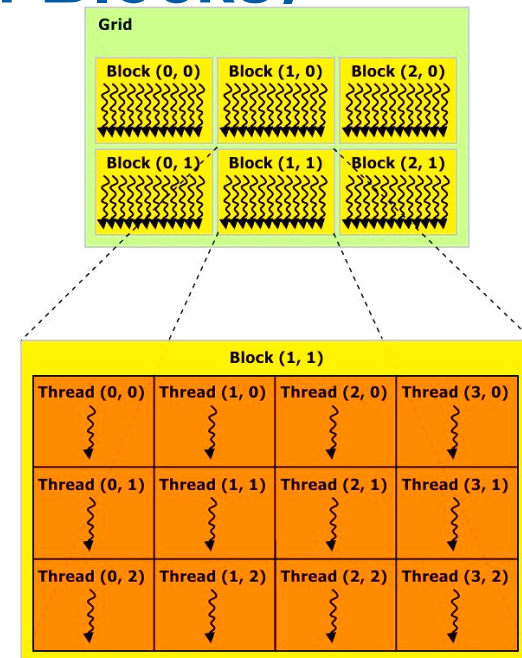 Grid
Block (0, 0) Block (1, 0) Block (2, 0)
Block (0, 1) Block (1, 1) Block (2, 1)
Block (1, 1)
Thread (0, 0) Thread (1, 0) Thread (2, 0) Thread (3, 0)
Thread (0, 1) Thread (1, 1) Thread (2, 1) Thread (3, 1)
Thread (0, 2) Thread (1, 2) Thread (2, 2) Thread (3, 2)